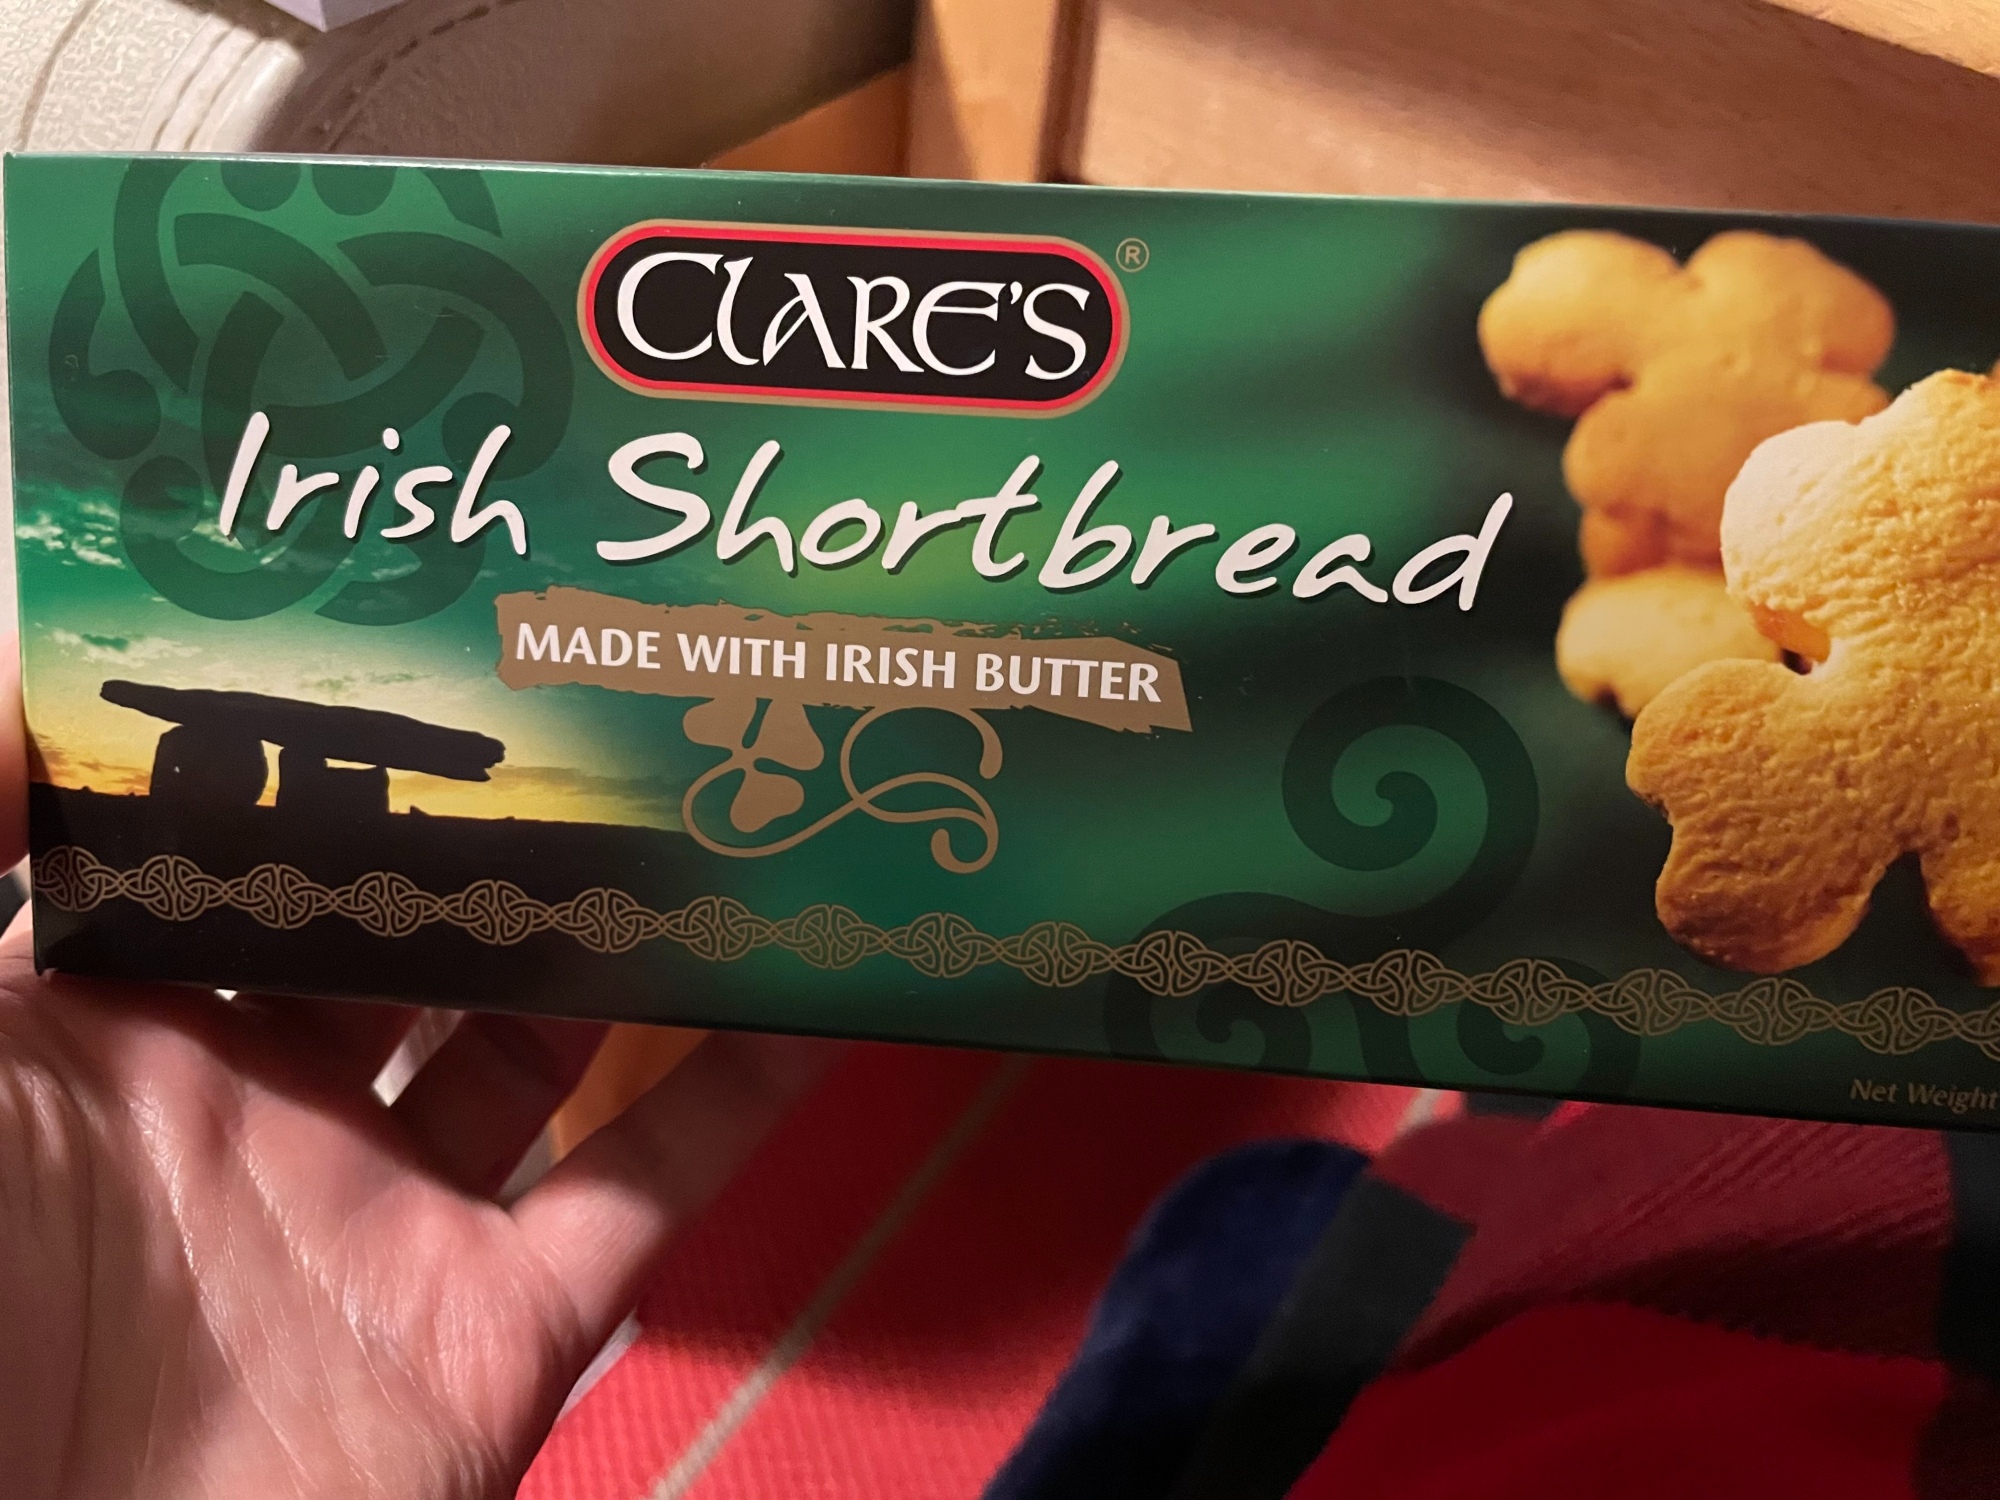 CLARE'S ®
Irish Shortbread
MADE WITH IRISH BUTTER
Net Weight